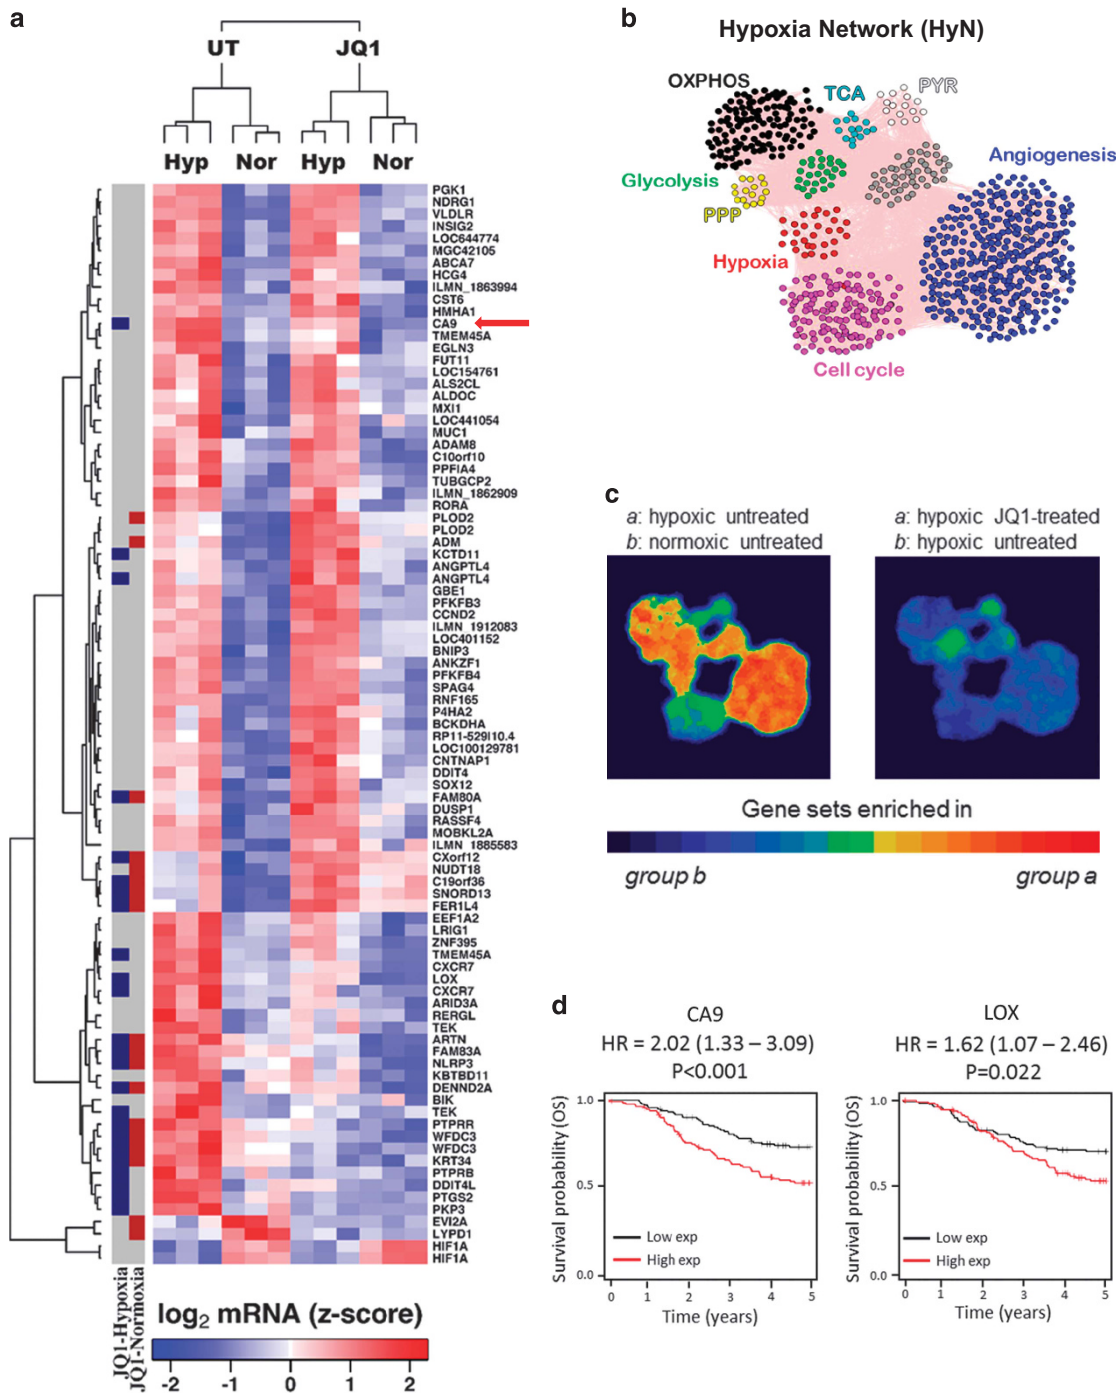 a
UT JQ1
Hyp Nor Hyp Nor
PGK1
NDRG1
VLDLR
INSIG2
LOC644774
MGC42105
ABCA7
HCG4
ILMN_1863994
CST6
HMHA1
CA9
TMEM45A
EGLN3
FUT11
LOC154761
ALS2CL
ALDOC
MXI1
LOC441054
MUC1
ADAM8
C10orf10
PPFIA4
TUBGCP2
ILMN_1862909
RORA
PLOD2
PLOD2
ADM
KCTD11
ANGPTL4
ANGPTL4
GBE1
PFKFB3
CCND2
ILMN_1912083
LOC401152
BNIP3
ANKZF1
PFKFB4
SPAG4
RNF165
P4HA2
BCKDHA
RP11-529I10.4
LOC100129781
CNTNAP1
DDIT4
SOX12
FAM80A
DUSP1
RASSF4
MOBKL2A
ILMN_1885583
CXorf12
NUDT18
C19orf36
SNORD13
FER1L4
EEF1A2
LRIG1
ZNF395
TMEM45A
CXCR7
LOX
CXCR7
ARID3A
RERGL
TEK
ARTN
FAM83A
NLRP3
KBTBD11
DENND2A
BIK
TEK
PTPRR
WFDC3
WFDC3
KRT34
PTPRB
DDIT4L
PTGS2
PKP3
EVI2A
LYPD1
HIF1A
HIF1A
JQ1-Hypoxia
JQ1-Normoxia
log2 mRNA (z-score)
-2 -1 0 1 2
b
Hypoxia Network (HyN)
OXPHOS
TCA
PYR
Glycolysis
Angiogenesis
PPP
Hypoxia
Cell cycle
c
a: hypoxic untreated
b: normoxic untreated
a: hypoxic JQ1-treated
b: hypoxic untreated
Gene sets enriched in
group b group a
d
CA9
HR = 2.02 (1.33 – 3.09)
P<0.001
Survival probability (OS)
1.0
0.5
0.0
Low exp
High exp
0 1 2 3 4 5
Time (years)
LOX
HR = 1.62 (1.07 – 2.46)
P=0.022
Survival probability (OS)
1.0
0.5
0.0
Low exp
High exp
0 1 2 3 4 5
Time (years)